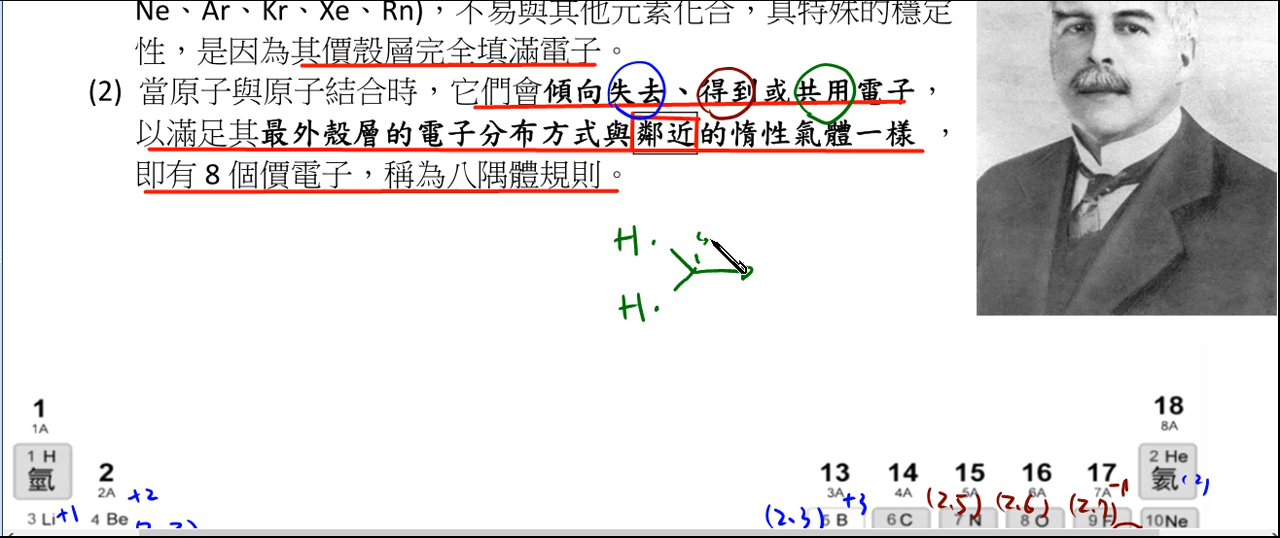 Ne、Ar、Kr、Xe、Rn)，不易與其他元素化合，具特殊的穩定
性，是因為其價殼層完全填滿電子。
(2) 當原子與原子結合時，它們會傾向失去、得到或共用電子，
以滿足其最外殼層的電子分布方式與鄰近的惰性氣體一樣，
即有 8 個價電子，稱為八隅體規則。
H·
H·
1 18
1A 8A
1 H 2 13 14 15 16 17 2 He
氫 2A +2 3A +3 4A 5A 6A 7A -1 氦 (2)
3 Li +1 4 Be (2.3) 5 B 6 C (2.5) 7 N (2.6) 8 O (2.7) 9 F 10 Ne